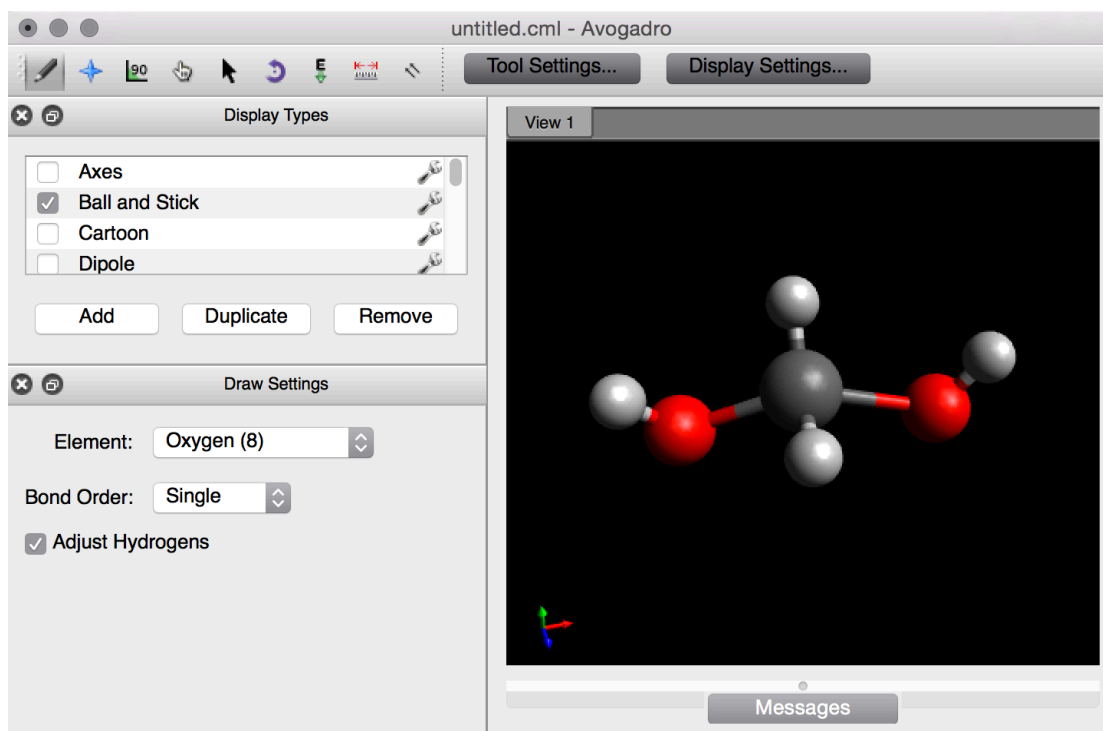 untitled.cml - Avogadro
90
E
Tool Settings...
Display Settings...
Display Types
View 1
Axes
Ball and Stick
Cartoon
Dipole
Add
Duplicate
Remove
Draw Settings
Element:
Oxygen (8)
Bond Order:
Single
Adjust Hydrogens
Messages